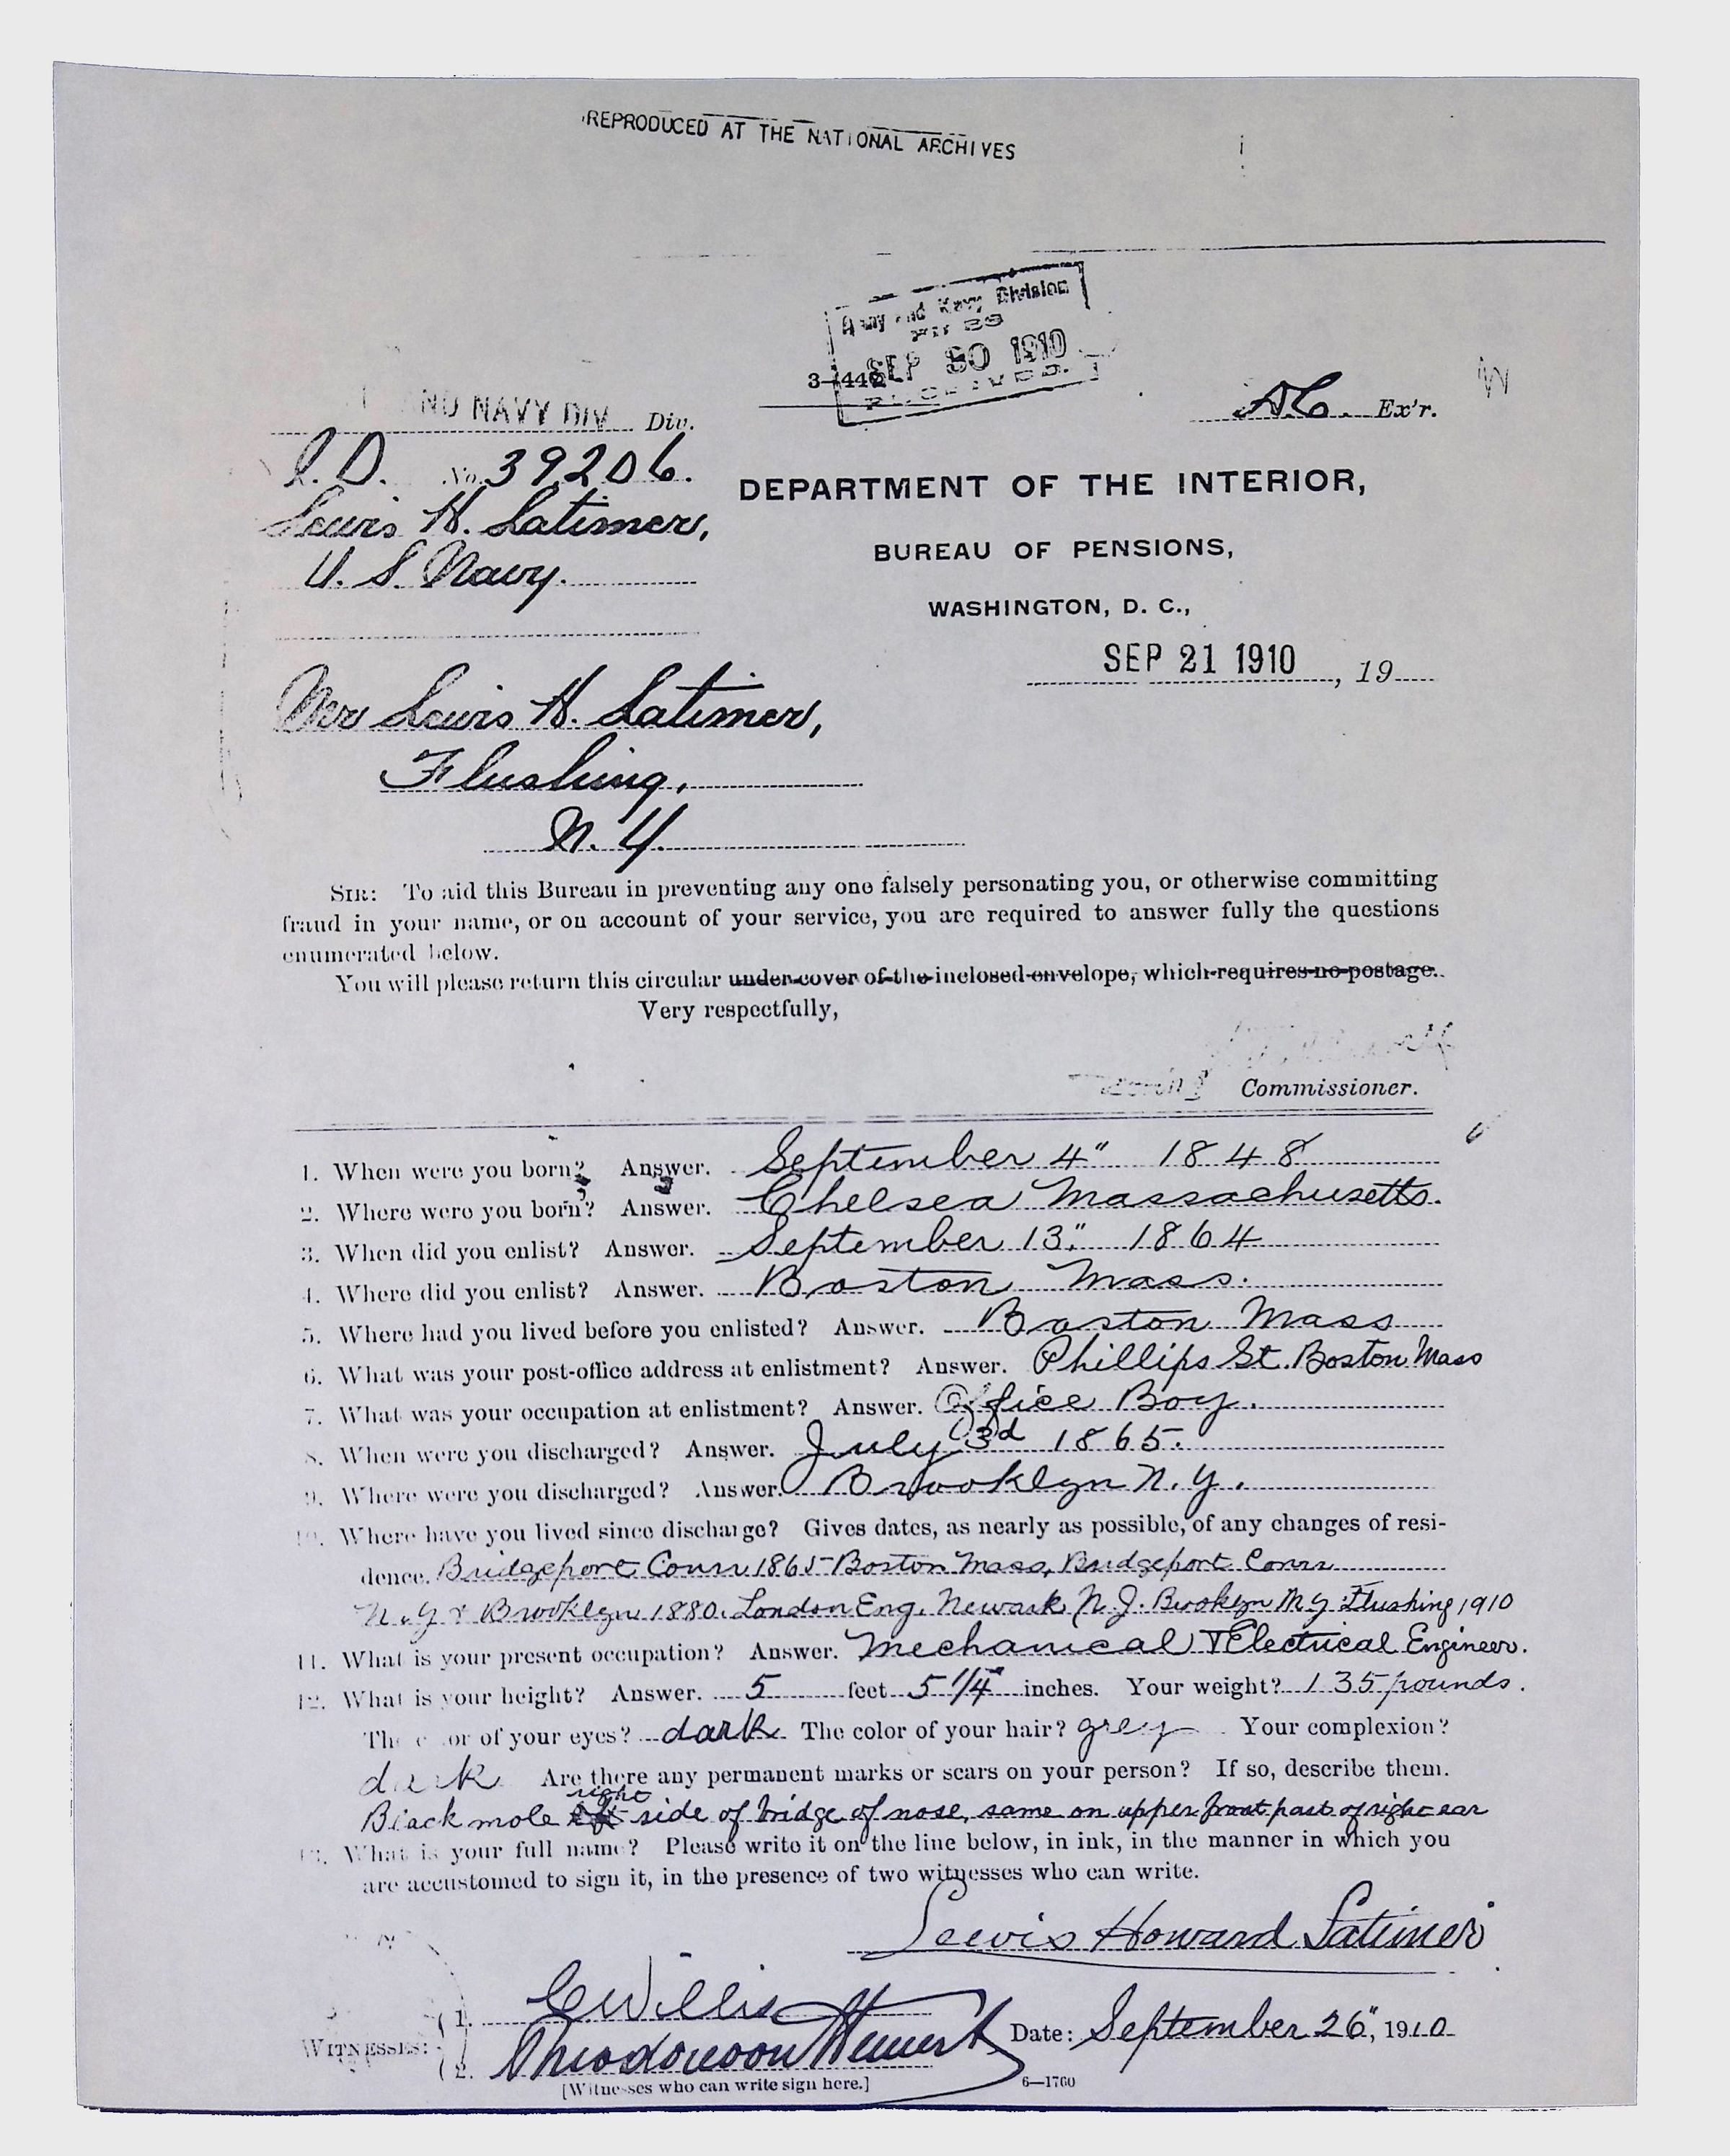 REPRODUCED AT THE NATIONAL ARCHIVES
Army and Navy Division
SEP 30 1910
3—446
ND NAVY DIV Div.
Ex'r.
I. D. No. 39206.
Lewis H. Latimer,
U. S. Navy.
DEPARTMENT OF THE INTERIOR,
BUREAU OF PENSIONS,
WASHINGTON, D. C.,
SEP 21 1910, 19
Mr Lewis H. Latimer,
Flushing,
N. Y.
SIR: To aid this Bureau in preventing any one falsely personating you, or otherwise committing
fraud in your name, or on account of your service, you are required to answer fully the questions
enumerated below.
You will please return this circular under cover of the inclosed envelope, which requires no postage.
Very respectfully,
Commissioner.
1. When were you born? Answer. September 4" 1848
2. Where were you born? Answer. Chelsea Massachusetts.
3. When did you enlist? Answer. September 13" 1864
4. Where did you enlist? Answer. Boston Mass.
5. Where had you lived before you enlisted? Answer. Boston Mass
6. What was your post-office address at enlistment? Answer. Phillips St. Boston Mass
7. What was your occupation at enlistment? Answer. Office Boy.
8. When were you discharged? Answer. July 3d 1865.
9. Where were you discharged? Answer. Brooklyn N.Y.
10. Where have you lived since discharge? Gives dates, as nearly as possible, of any changes of resi-
dence. Bridgeport Conn 1865 Boston Mass, Bridgeport Conn
N.Y & Brooklyn 1880. London Eng. Newark N J. Brooklyn N Y Flushing 1910
11. What is your present occupation? Answer. Mechanical & Electrical Engineer.
12. What is your height? Answer. 5 feet 5 1/4" inches. Your weight? 135 pounds.
The color of your eyes? dark The color of your hair? grey Your complexion?
dark Are there any permanent marks or scars on your person? If so, describe them.
right
Black mole left side of bridge of nose, same on upper front part of right ear
13. What is your full name? Please write it on the line below, in ink, in the manner in which you
are accustomed to sign it, in the presence of two witnesses who can write.
Lewis Howard Latimer
WITNESSES:
1. E Willis
2.
Date: September 26", 1910
[Witnesses who can write sign here.]
6—1760